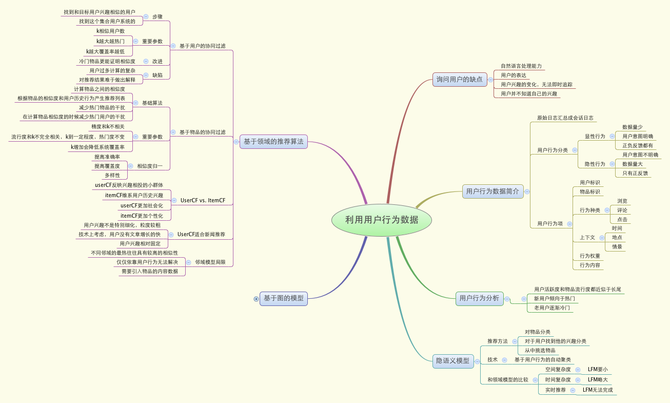 利用用户行为数据
询问用户的缺点
自然语言处理能力
用户的表达
用户兴趣的变化，无法即时追踪
用户并不知道自己的兴趣
用户行为数据简介
原始日志汇总成会话日志
用户行为分类
显性行为
数据量少
用户意图明确
正负反馈都有
隐性行为
用户意图不明确
数据量大
只有正反馈
用户行为项
用户标识
物品标识
行为种类
浏览
评论
点击
上下文
时间
地点
情景
行为权重
行为内容
用户行为分析
用户活跃度和物品流行度都近似于长尾
新用户倾向于热门
老用户逐渐冷门
隐语义模型
推荐方法
对物品分类
对于用户找到他的兴趣分类
从中挑选物品
技术
基于用户行为的自动聚类
和领域模型的比较
空间复杂度
LFM要小
时间复杂度
LFM略大
实时推荐
LFM无法完成
基于领域的推荐算法
基于用户的协同过滤
步骤
找到和目标用户兴趣相似的用户
找到这个集合用户系统的
重要参数
k相似用户数
k越大越热门
k越大覆盖率越低
改进
冷门物品更能证明相似度
缺陷
用户过多计算的复杂
对推荐结果难于做出解释
基于物品的协同过滤
基础算法
计算物品之间的相似度
根据物品的相似度和用户历史行为产生推荐列表
减少热门物品的干扰
在计算物品相似度的时候减少热门用户的干扰
重要参数
精度和K不相关
流行度和K不完全相关，K到一定程度，热门度不变
K增加会降低系统覆盖率
相似度归一
提高准确率
提高覆盖度
多样性
UserCF vs. ItemCF
userCF反映兴趣相投的小群体
itemCF维系用户历史兴趣
userCF更加社会化
itemCF更加个性化
UserCF适合新闻推荐
用户兴趣不是特别细化，粒度较粗
技术上考虑，用户没有文章增长的快
用户兴趣相对固定
领域模型局限
不同领域的最热往往具有较高的相似性
仅仅依靠用户行为无法解决
需要引入物品的内容数据
基于图的模型